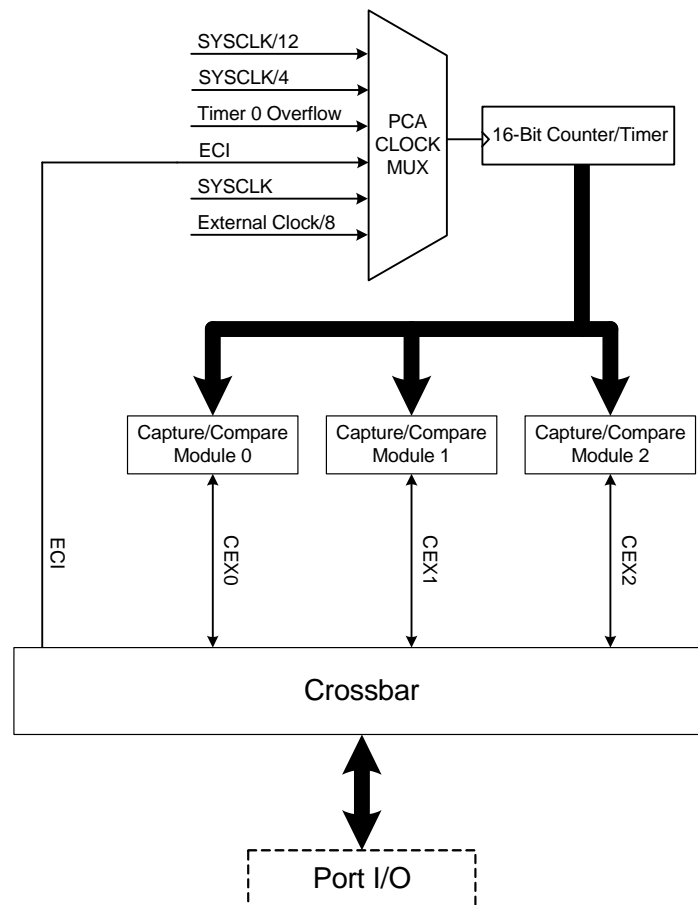 SYSCLK/12
SYSCLK/4
Timer 0 Overflow
ECI
SYSCLK
External Clock/8
PCA
CLOCK
MUX
16-Bit Counter/Timer
Capture/Compare
Module 0
Capture/Compare
Module 1
Capture/Compare
Module 2
ECI
CEX0
CEX1
CEX2
Crossbar
Port I/O